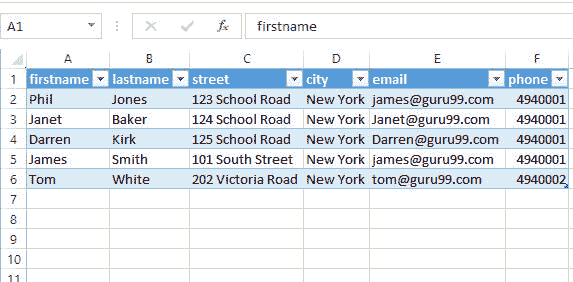 A1 fx firstname
A B C D E F
1 firstname lastname street city email phone
2 Phil Jones 123 School Road New York james@guru99.com 4940001
3 Janet Baker 124 School Road New York Janet@guru99.com 4940001
4 Darren Kirk 125 School Road New York Darren@guru99.com 4940001
5 James Smith 101 South Street New York james@guru99.com 4940001
6 Tom White 202 Victoria Road New York tom@guru99.com 4940002
7
8
9
10
11